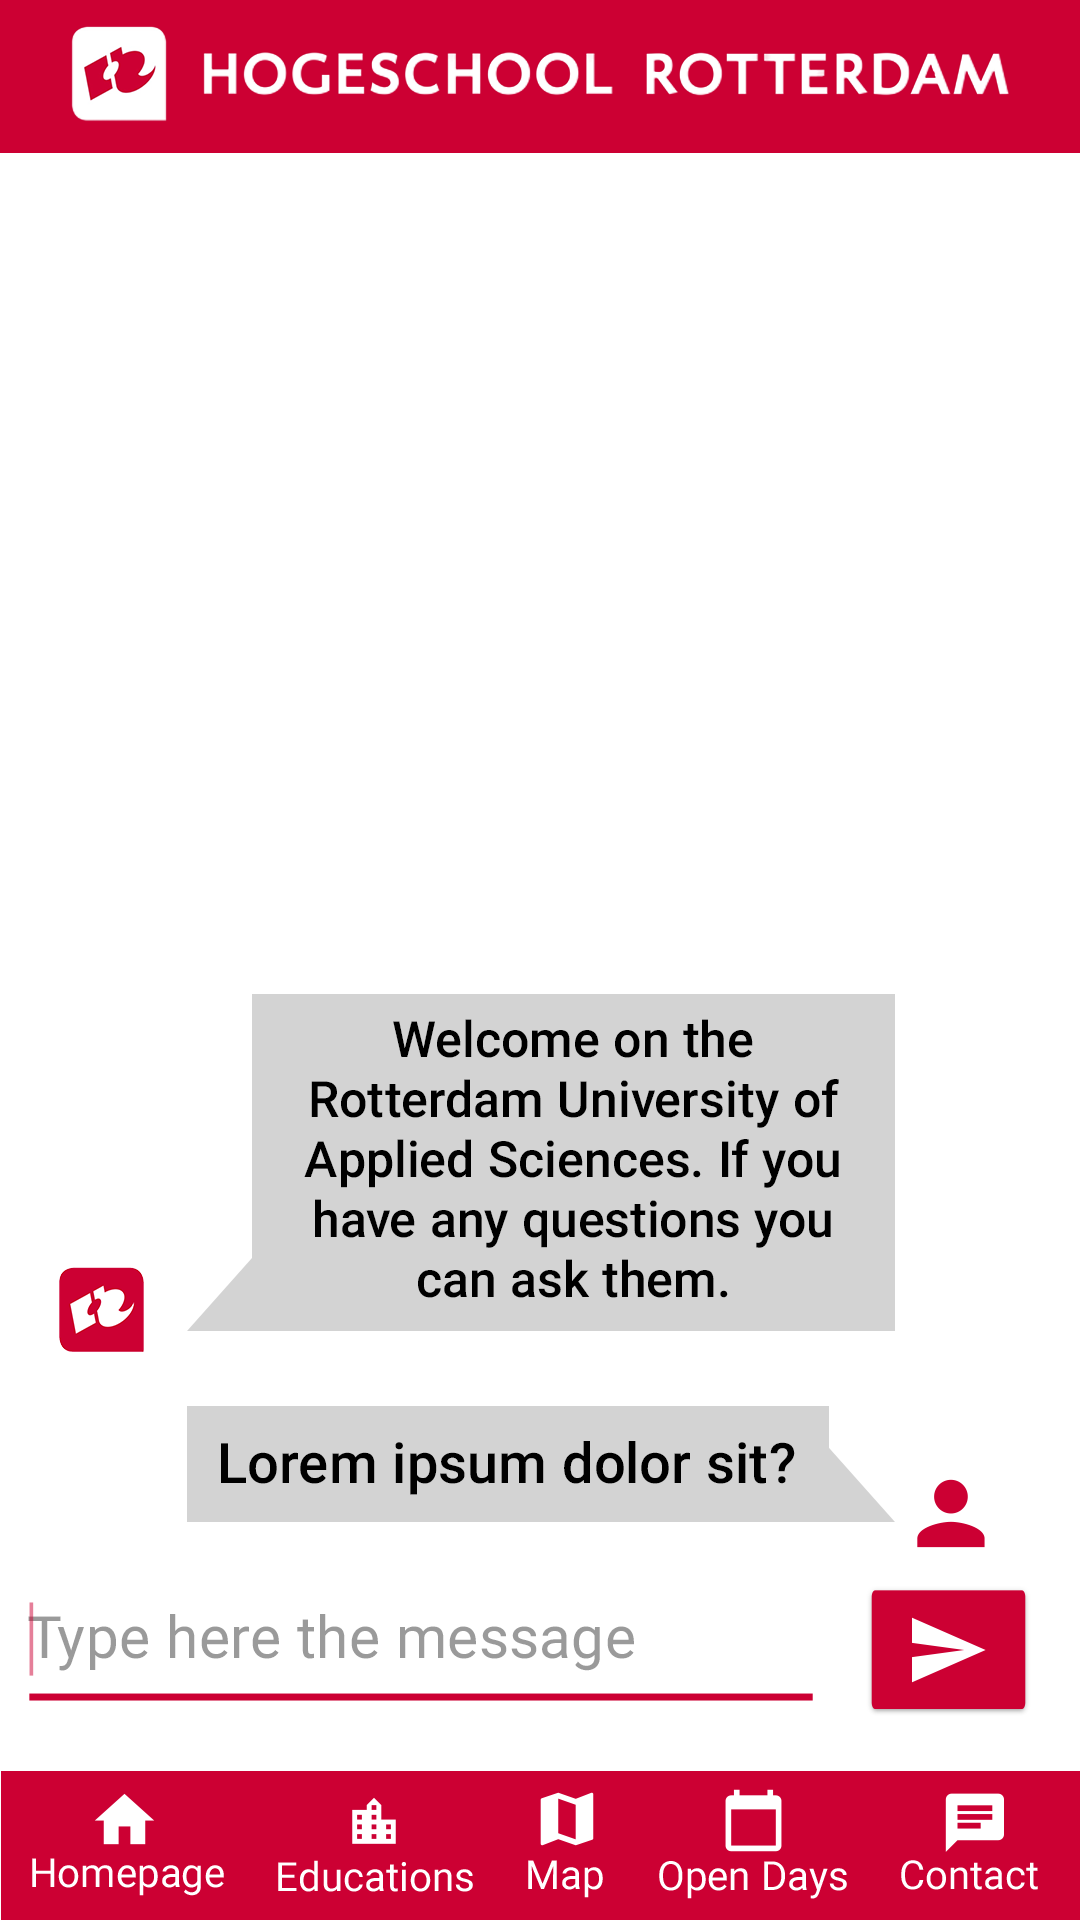 HOGESCHOOL ROTTERDAM
Welcome on the
Rotterdam University of
Applied Sciences. If you
have any questions you
can ask them.
Lorem ipsum dolor sit?
Type here the message
Homepage Educations Map Open Days Contact